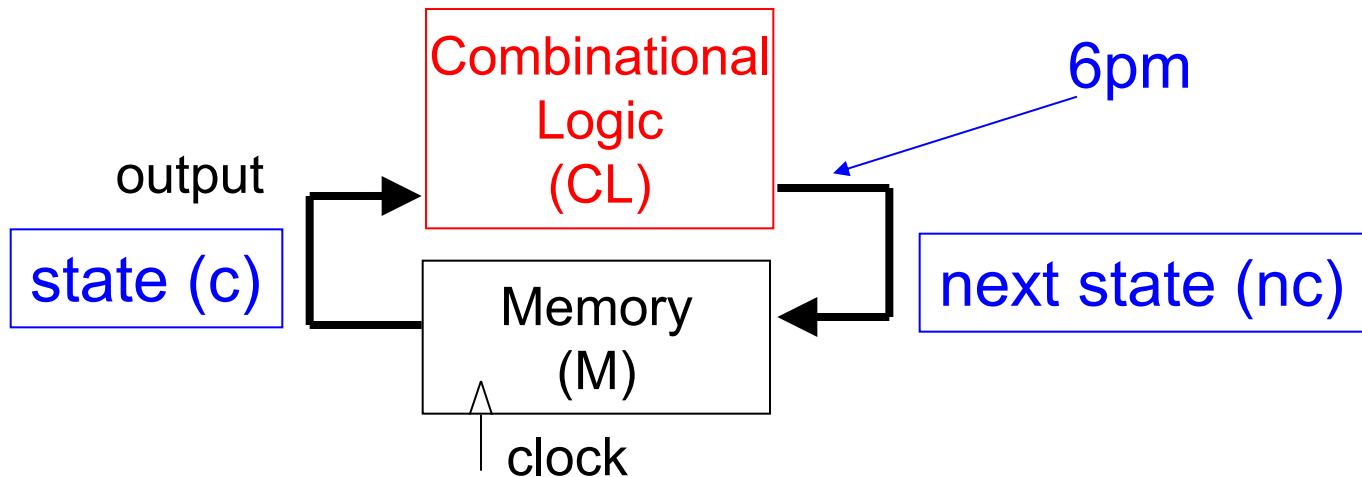 Combinational
Logic
(CL)
6pm
output
state (c)
next state (nc)
Memory
(M)
clock